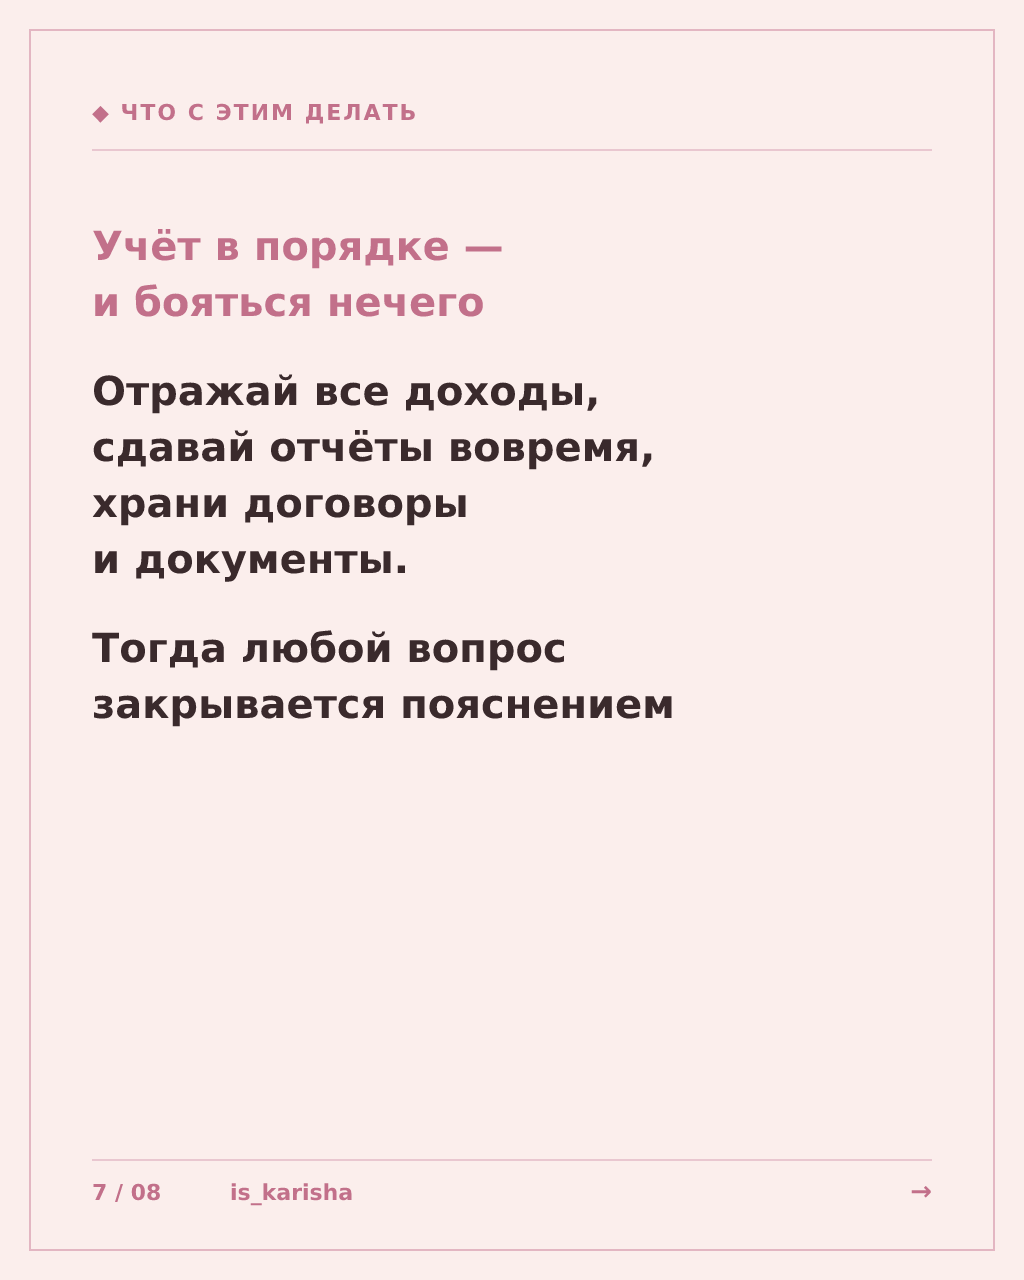 ◆ ЧТО С ЭТИМ ДЕЛАТЬ
Учёт в порядке —
и бояться нечего
Отражай все доходы,
сдавай отчёты вовремя,
храни договоры
и документы.
Тогда любой вопрос
закрывается пояснением
7 / 08 is_karisha →